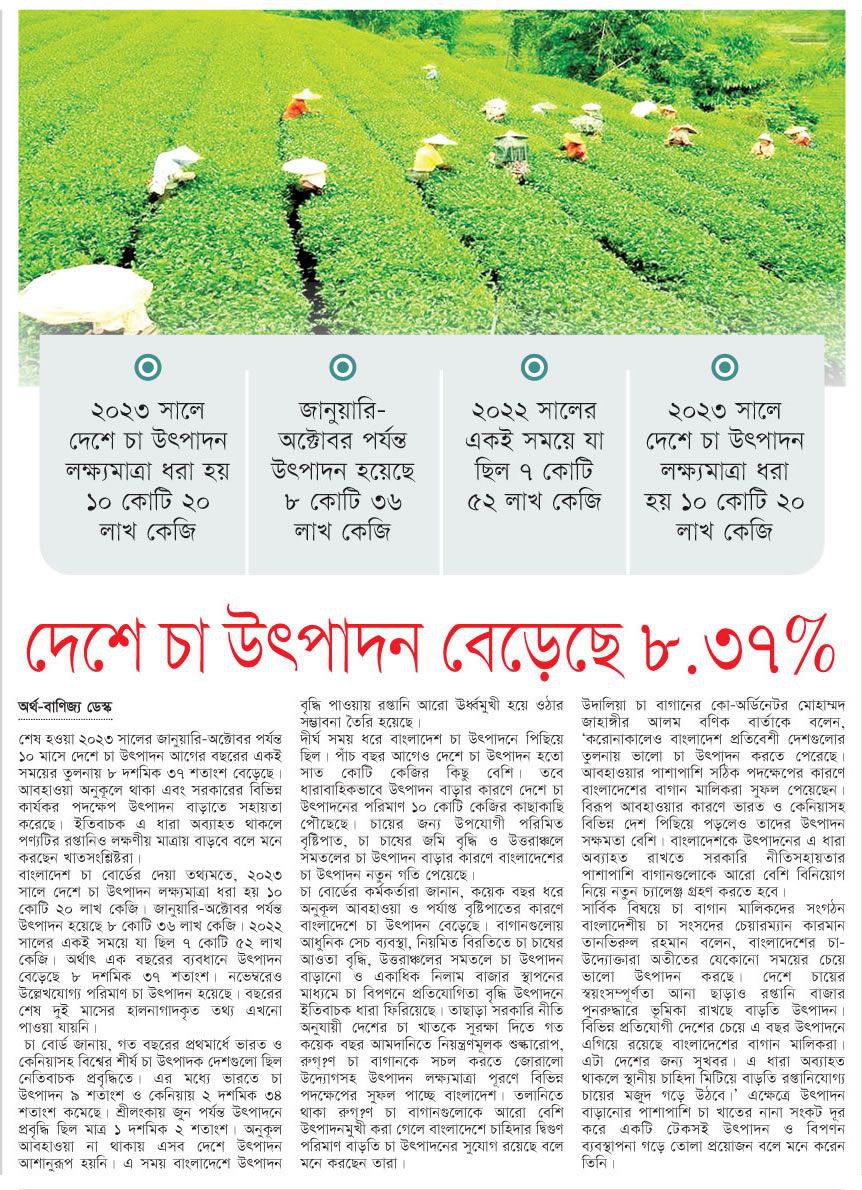 ২০২৩ সালে
দেশে চা উৎপাদন
লক্ষ্যমাত্রা ধরা হয়
১০ কোটি ২০
লাখ কেজি
জানুয়ারি-
অক্টোবর পর্যন্ত
উৎপাদন হয়েছে
৮ কোটি ৩৬
লাখ কেজি
২০২২ সালের
একই সময়ে যা
ছিল ৭ কোটি
৫২ লাখ কেজি
২০২৩ সালে
দেশে চা উৎপাদন
লক্ষ্যমাত্রা ধরা
হয় ১০ কোটি ২০
লাখ কেজি
দেশে চা উৎপাদন বেড়েছে ৮.৩৭%
অর্থ-বাণিজ্য ডেস্ক
শেষ হওয়া ২০২৩ সালের জানুয়ারি-অক্টোবর পর্যন্ত
১০ মাসে দেশে চা উৎপাদন আগের বছরের একই
সময়ের তুলনায় ৮ দশমিক ৩৭ শতাংশ বেড়েছে।
আবহাওয়া অনুকূলে থাকা এবং সরকারের বিভিন্ন
কার্যকর পদক্ষেপ উৎপাদন বাড়াতে সহায়তা
করেছে। ইতিবাচক এ ধারা অব্যাহত থাকলে
পণ্যটির রপ্তানিও লক্ষণীয় মাত্রায় বাড়বে বলে মনে
করছেন খাতসংশ্লিষ্টরা।
বাংলাদেশ চা বোর্ডের দেয়া তথ্যমতে, ২০২৩
সালে দেশে চা উৎপাদন লক্ষ্যমাত্রা ধরা হয় ১০
কোটি ২০ লাখ কেজি। জানুয়ারি-অক্টোবর পর্যন্ত
উৎপাদন হয়েছে ৮ কোটি ৩৬ লাখ কেজি। ২০২২
সালের একই সময়ে যা ছিল ৭ কোটি ৫২ লাখ
কেজি। অর্থাৎ এক বছরের ব্যবধানে উৎপাদন
বেড়েছে ৮ দশমিক ৩৭ শতাংশ। নভেম্বরেও
উল্লেখযোগ্য পরিমাণ চা উৎপাদন হয়েছে। বছরের
শেষ দুই মাসের হালনাগাদকৃত তথ্য এখনো
পাওয়া যায়নি।
চা বোর্ড জানায়, গত বছরের প্রথমার্ধে ভারত ও
কেনিয়াসহ বিশ্বের শীর্ষ চা উৎপাদক দেশগুলো ছিল
নেতিবাচক প্রবৃদ্ধিতে। এর মধ্যে ভারতে চা
উৎপাদন ৯ শতাংশ ও কেনিয়ায় ২ দশমিক ৩৪
শতাংশ কমেছে। শ্রীলংকায় জুন পর্যন্ত উৎপাদনে
প্রবৃদ্ধি ছিল মাত্র ১ দশমিক ২ শতাংশ। অনুকূল
আবহাওয়া না থাকায় এসব দেশে উৎপাদন
আশানুরূপ হয়নি। এ সময় বাংলাদেশে উৎপাদন
বৃদ্ধি পাওয়ায় রপ্তানি আরো ঊর্ধ্বমুখী হয়ে ওঠার
সম্ভাবনা তৈরি হয়েছে।
দীর্ঘ সময় ধরে বাংলাদেশ চা উৎপাদনে পিছিয়ে
ছিল। পাঁচ বছর আগেও দেশে চা উৎপাদন হতো
সাত কোটি কেজির কিছু বেশি। তবে
ধারাবাহিকভাবে উৎপাদন বাড়ার কারণে দেশে চা
উৎপাদনের পরিমাণ ১০ কোটি কেজির কাছাকাছি
পৌঁছেছে। চায়ের জন্য উপযোগী পরিমিত
বৃষ্টিপাত, চা চাষের জমি বৃদ্ধি ও উত্তরাঞ্চলে
সমতলের চা উৎপাদন বাড়ার কারণে বাংলাদেশের
চা উৎপাদন নতুন গতি পেয়েছে।
চা বোর্ডের কর্মকর্তারা জানান, কয়েক বছর ধরে
অনুকূল আবহাওয়া ও পর্যাপ্ত বৃষ্টিপাতের কারণে
বাংলাদেশে চা উৎপাদন বেড়েছে। বাগানগুলোয়
আধুনিক সেচ ব্যবস্থা, নিয়মিত বিরতিতে চা চাষের
আওতা বৃদ্ধি, উত্তরাঞ্চলের সমতলে চা উৎপাদন
বাড়ানো ও একাধিক নিলাম বাজার স্থাপনের
মাধ্যমে চা বিপণনে প্রতিযোগিতা বৃদ্ধি উৎপাদনে
ইতিবাচক ধারা ফিরিয়েছে। তাছাড়া সরকারি নীতি
অনুযায়ী দেশের চা খাতকে সুরক্ষা দিতে গত
কয়েক বছর আমদানিতে নিয়ন্ত্রণমূলক শুল্কারোপ,
রুগ্?ণ চা বাগানকে সচল করতে জোরালো
উদ্যোগসহ উৎপাদন লক্ষ্যমাত্রা পূরণে বিভিন্ন
পদক্ষেপের সুফল পাচ্ছে বাংলাদেশ। তলানিতে
থাকা রুগ্?ণ চা বাগানগুলোকে আরো বেশি
উৎপাদনমুখী করা গেলে বাংলাদেশে চাহিদার দ্বিগুণ
পরিমাণ বাড়তি চা উৎপাদনের সুযোগ রয়েছে বলে
মনে করছেন তারা।
উদালিয়া চা বাগানের কো-অর্ডিনেটর মোহাম্মদ
জাহাঙ্গীর আলম বণিক বার্তাকে বলেন,
‘করোনাকালেও বাংলাদেশ প্রতিবেশী দেশগুলোর
তুলনায় ভালো চা উৎপাদন করতে পেরেছে।
আবহাওয়ার পাশাপাশি সঠিক পদক্ষেপের কারণে
বাংলাদেশের বাগান মালিকরা সুফল পেয়েছেন।
বিরূপ আবহাওয়ার কারণে ভারত ও কেনিয়াসহ
বিভিন্ন দেশ পিছিয়ে পড়লেও তাদের উৎপাদন
সক্ষমতা বেশি। বাংলাদেশকে উৎপাদনের এ ধারা
অব্যাহত রাখতে সরকারি নীতিসহায়তার
পাশাপাশি বাগানগুলোকে আরো বেশি বিনিয়োগ
নিয়ে নতুন চ্যালেঞ্জ গ্রহণ করতে হবে।
সার্বিক বিষয়ে চা বাগান মালিকদের সংগঠন
বাংলাদেশীয় চা সংসদের চেয়ারম্যান কারমান
তানভিরুল রহমান বলেন, বাংলাদেশের চা-
উদ্যোক্তারা অতীতের যেকোনো সময়ের চেয়ে
ভালো উৎপাদন করছে। দেশে চায়ের
স্বয়ংসম্পূর্ণতা আনা ছাড়াও রপ্তানি বাজার
পুনরুদ্ধারে ভূমিকা রাখছে বাড়তি উৎপাদন।
বিভিন্ন প্রতিযোগী দেশের চেয়ে এ বছর উৎপাদনে
এগিয়ে রয়েছে বাংলাদেশের বাগান মালিকরা।
এটা দেশের জন্য সুখবর। এ ধারা অব্যাহত
থাকলে স্থানীয় চাহিদা মিটিয়ে বাড়তি রপ্তানিযোগ্য
চায়ের মজুদ গড়ে উঠবে।’ এক্ষেত্রে উৎপাদন
বাড়ানোর পাশাপাশি চা খাতের নানা সংকট দূর
করে একটি টেকসই উৎপাদন ও বিপণন
ব্যবস্থাপনা গড়ে তোলা প্রয়োজন বলে মনে করেন
তিনি।